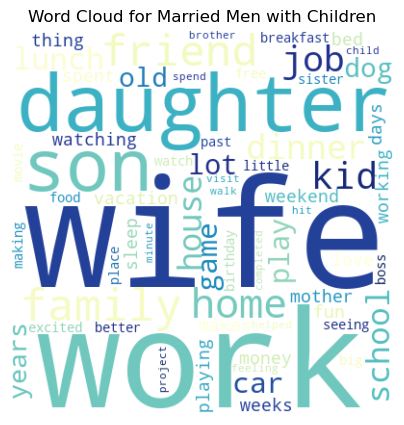 Word Cloud for Married Men with Children
thing
brother
breakfast
bed
child
lunch
friend
job
dog
spent
old
spend
free
sister
daughter
movie
watching
past
dinner
days
son
watch
lot
little
kid
working
food
vacation
house
visit
walk
weekend
hit
wife
making
place
sleep
minute
game
birthday
completed
play
love
boss
family
home
mother
school
years
excited
better
fun
seeing
helped
work
project
playing
money
feeling
big
car
weeks